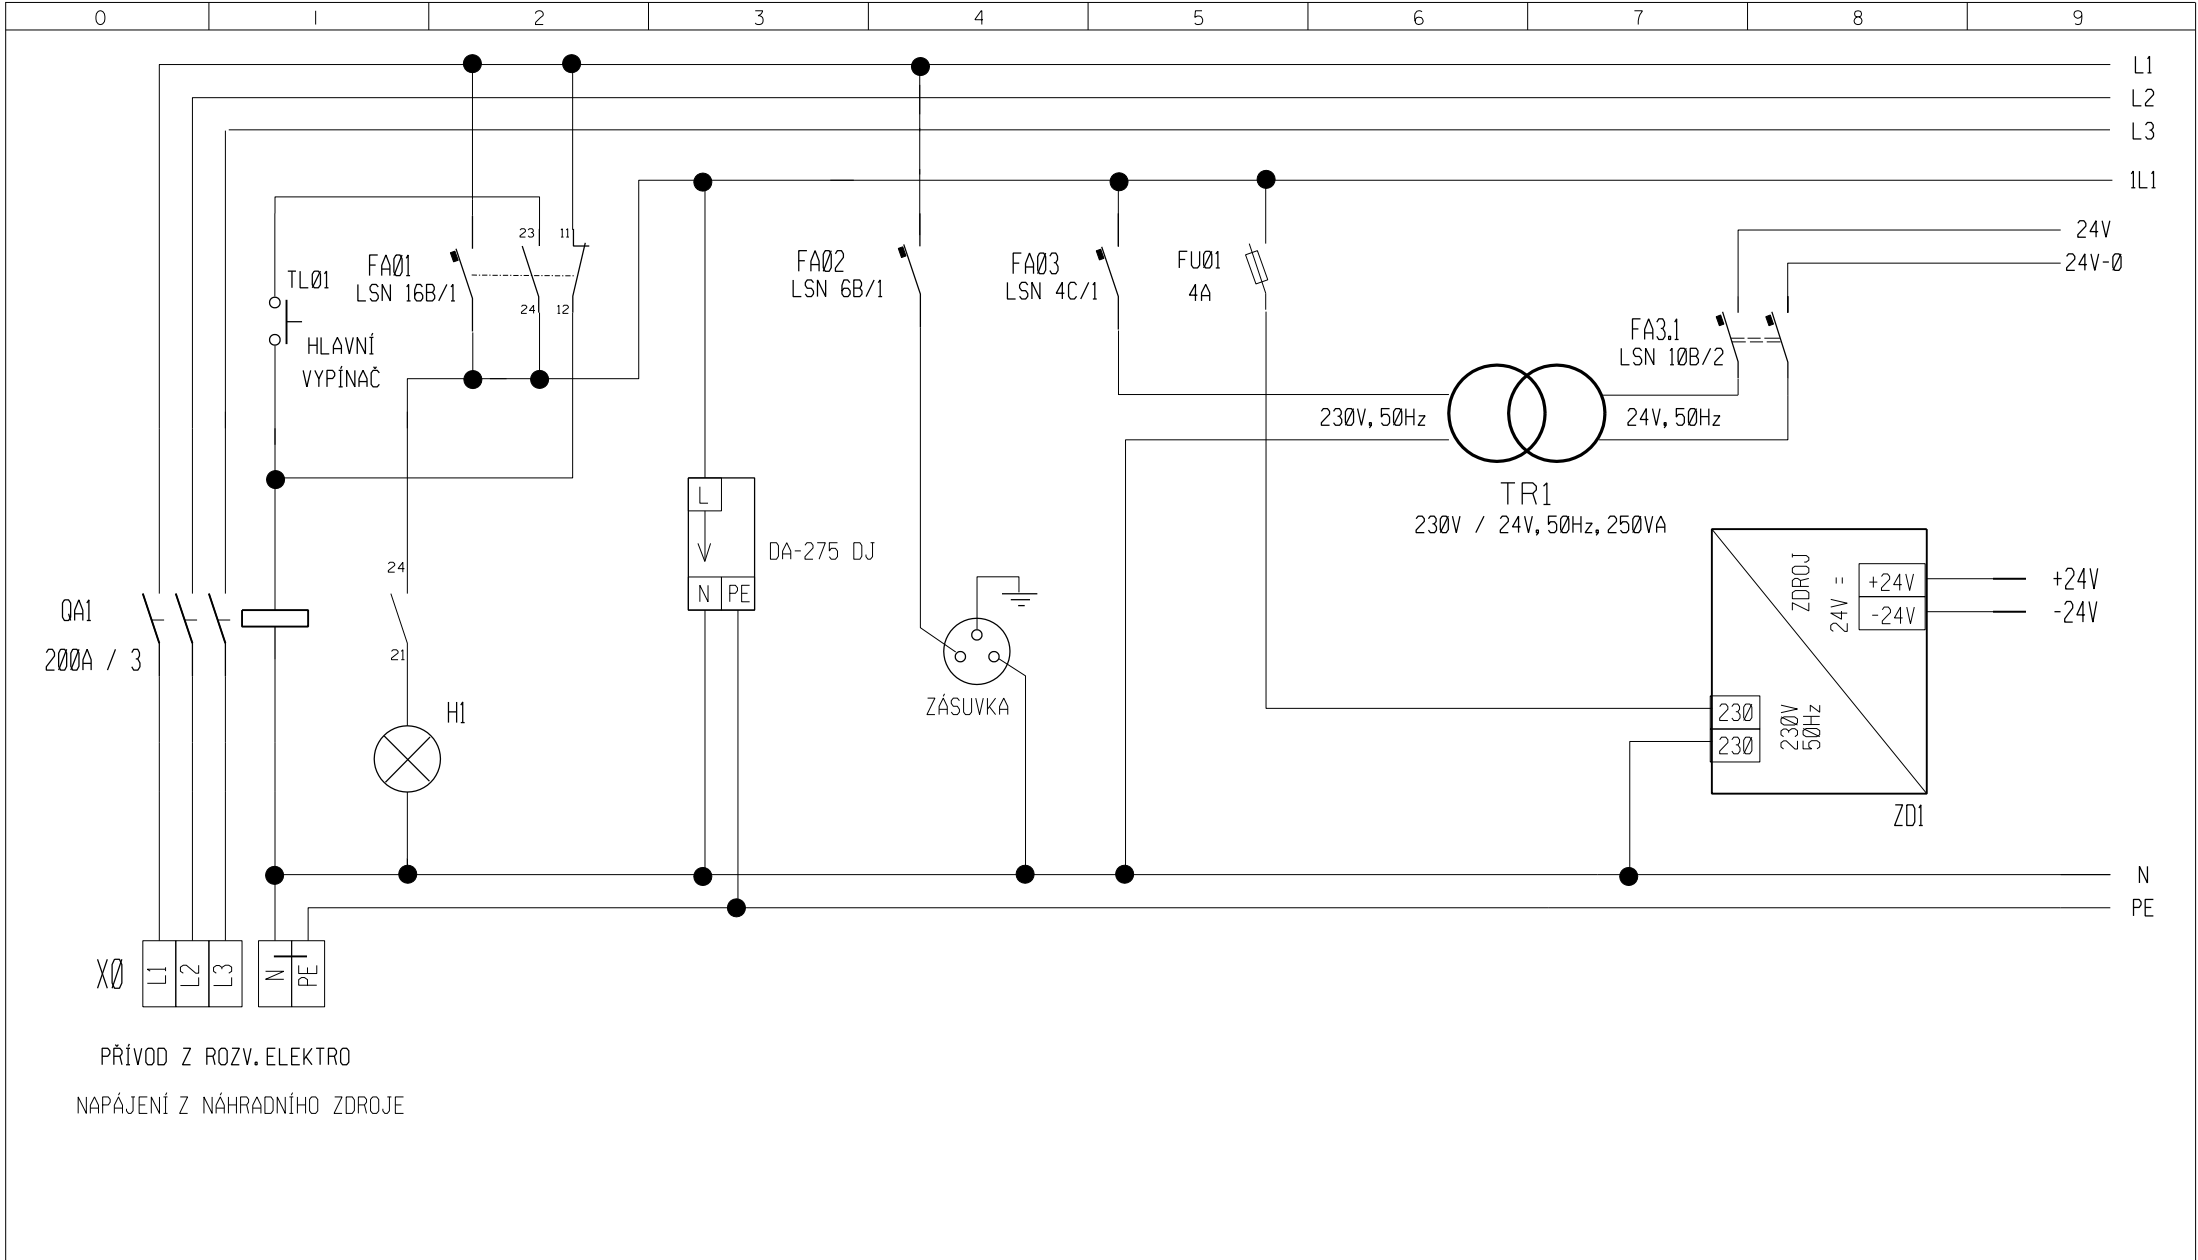 0 1 2 3 4 5 6 7 8 9
L1
L2
L3
1L1
24V
24V-0
23 11
TL01
FA01
LSN 16B/1
24 12
HLAVNÍ
VYPÍNAČ
FA02
LSN 6B/1
FA03
LSN 4C/1
FU01
4A
FA3.1
LSN 10B/2
230V, 50Hz
24V, 50Hz
TR1
230V / 24V, 50Hz, 250VA
L
DA-275 DJ
N PE
24
21
QA1
200A / 3
H1
ZÁSUVKA
ZDROJ
24V =
+24V
-24V
+24V
-24V
230
230
230V
50Hz
ZD1
N
PE
X0
L1 L2 L3 N PE
PŘÍVOD Z ROZV. ELEKTRO
NAPÁJENÍ Z NÁHRADNÍHO ZDROJE